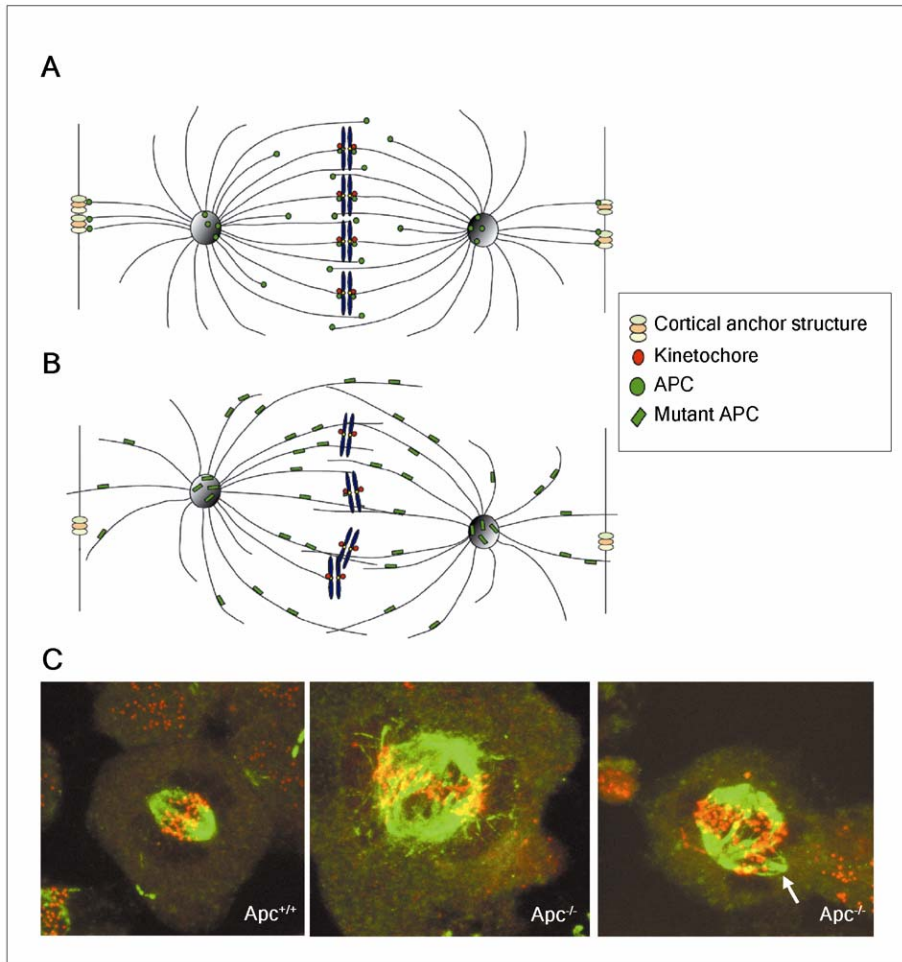 A
Cortical anchor structure
Kinetochore
APC
Mutant APC
B
C
Apc+/+
Apc-/-
Apc-/-